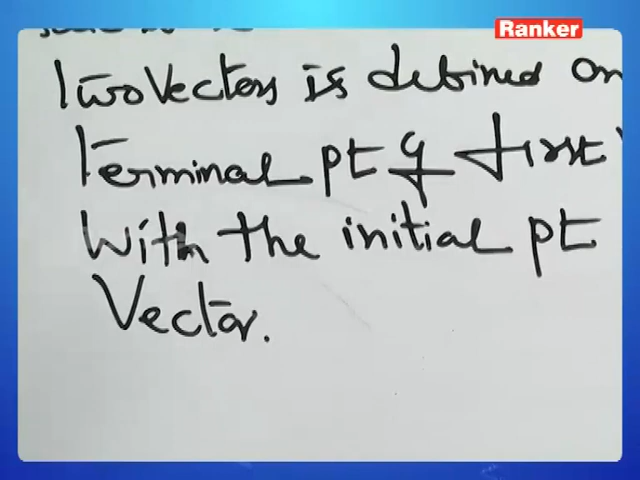 Ranker
Two Vectors is defined on
Terminal pt of first
With the initial pt
Vector.